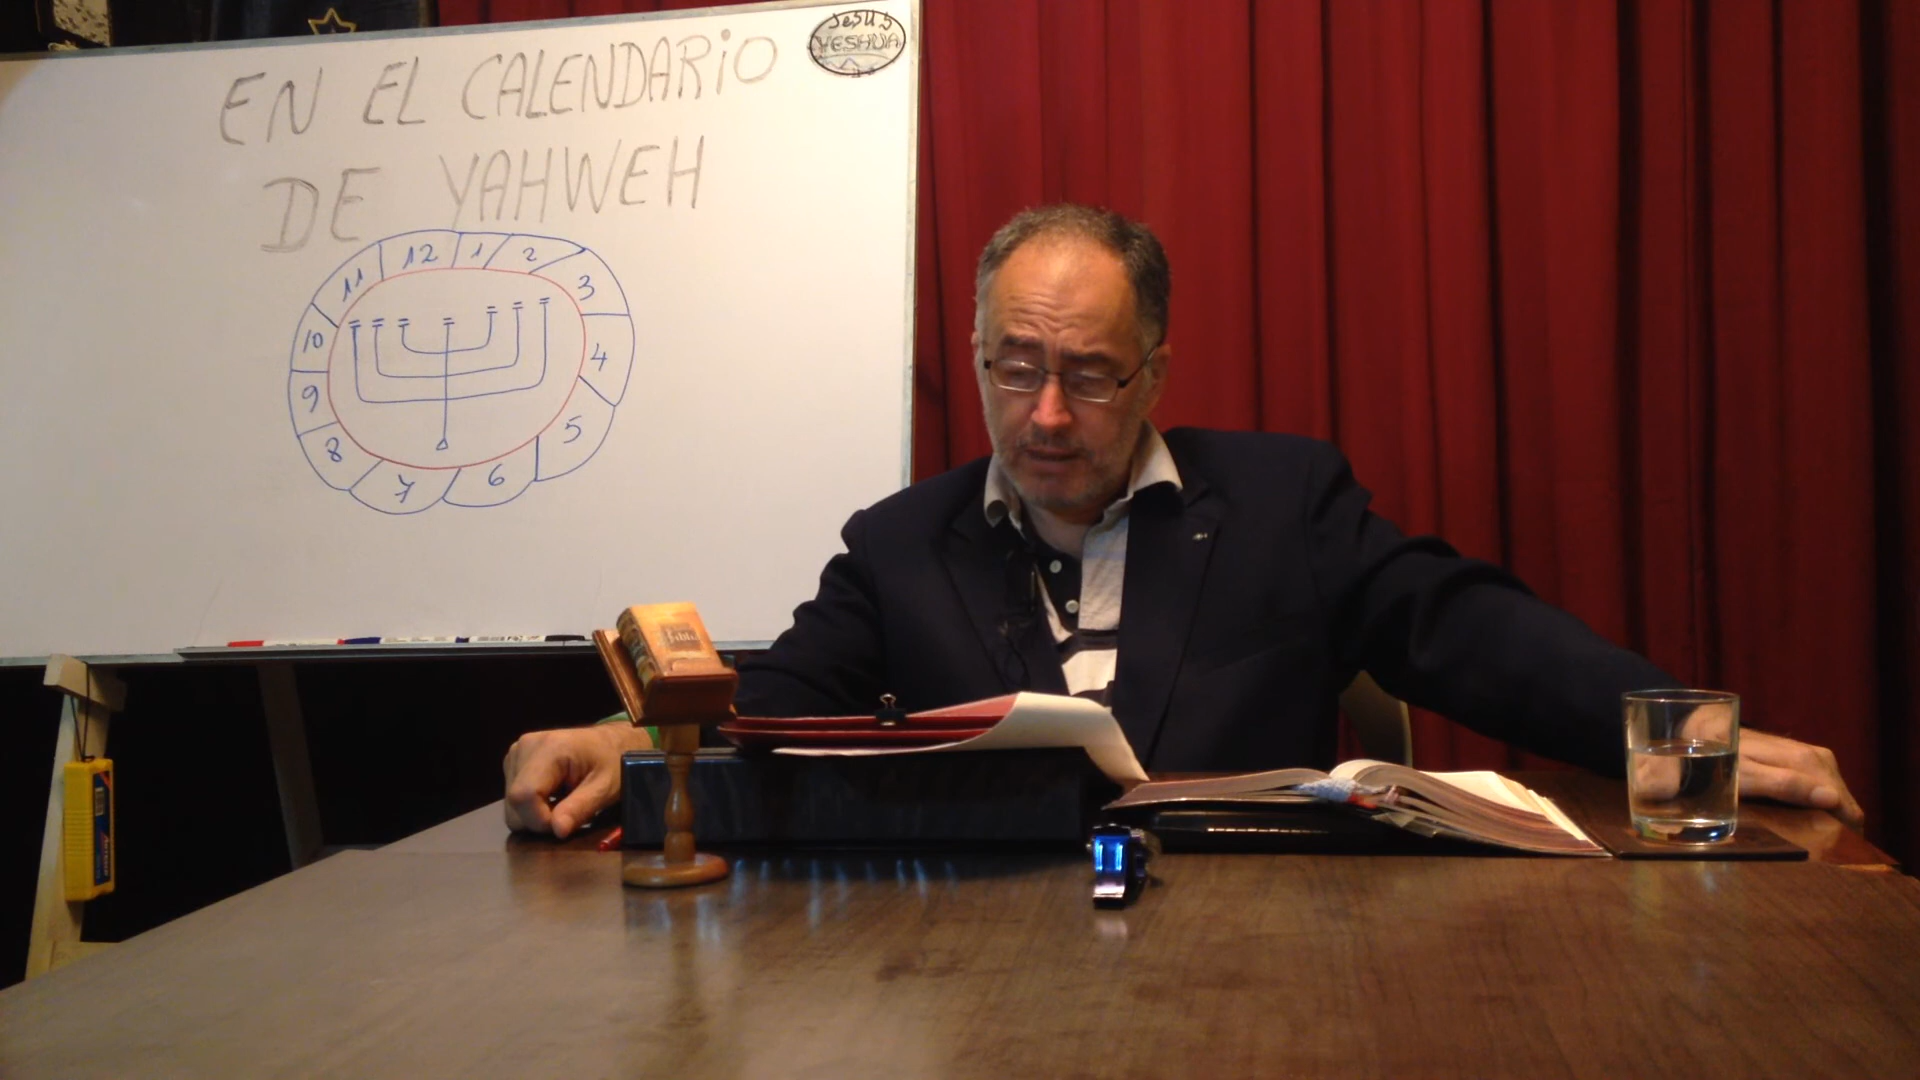 EN EL CALENDARiO
DE YAHWEH
JeSUS
YESHUA
12 1 2
11 3
10 4
9 5
8 6
7
Biblia